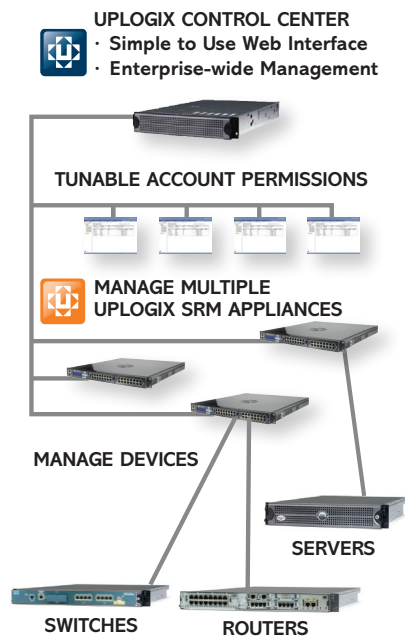 UPLOGIX CONTROL CENTER
· Simple to Use Web Interface
· Enterprise-wide Management
TUNABLE ACCOUNT PERMISSIONS
MANAGE MULTIPLE
UPLOGIX SRM APPLIANCES
MANAGE DEVICES
SERVERS
SWITCHES
ROUTERS